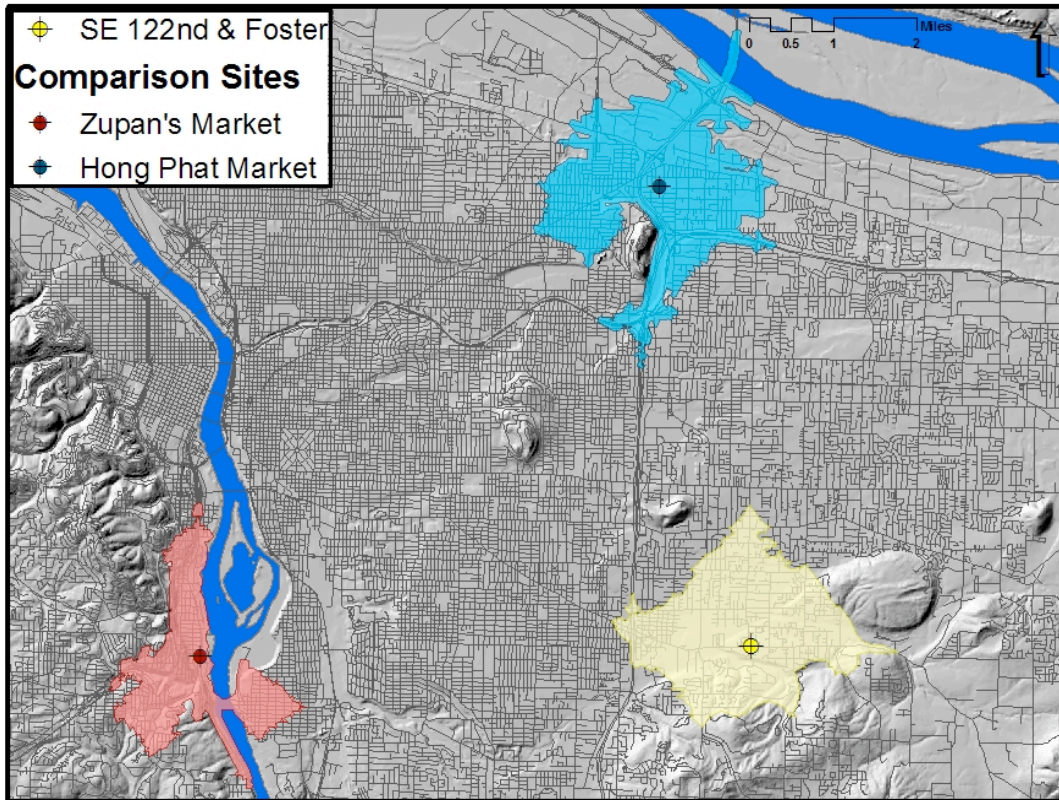 SE 122nd & Foster
Comparison Sites
Zupan's Market
Hong Phat Market
Miles
0 0.5 1 2